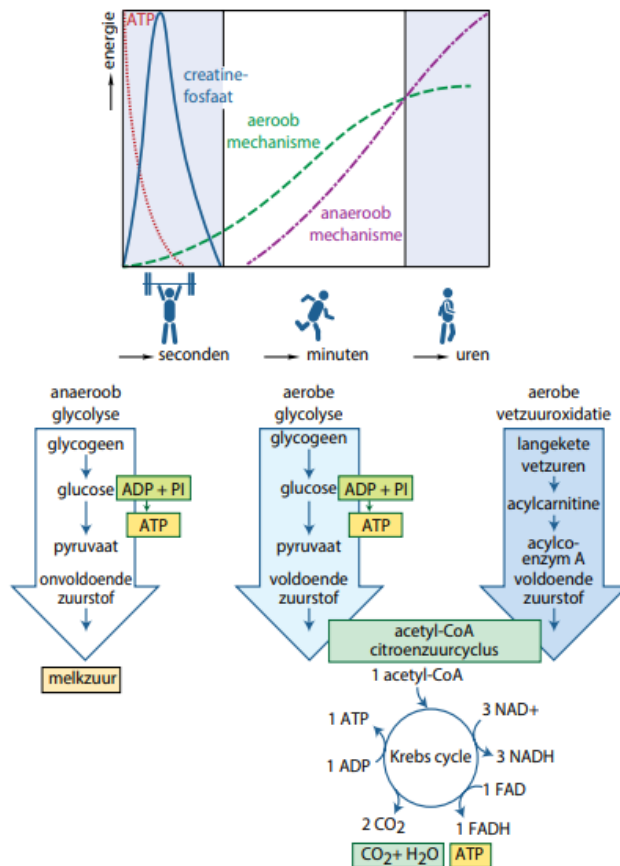 energie
ATP
creatine-
fosfaat
aeroob
mechanisme
anaeroob
mechanisme
seconden
minuten
uren
anaeroob
glycolyse
glycogeen
glucose
ADP + PI
ATP
pyruvaat
onvoldoende
zuurstof
melkzuur
aerobe
glycolyse
glycogeen
glucose
ADP + PI
ATP
pyruvaat
voldoende
zuurstof
aerobe
vetzuuroxidatie
langekete
vetzuren
acylcarnitine
acylco-
enzym A
voldoende
zuurstof
acetyl-CoA
citroenzuurcyclus
1 acetyl-CoA
1 ATP
3 NAD+
Krebs cycle
3 NADH
1 ADP
1 FAD
2 CO₂
1 FADH
CO₂+ H₂O
ATP